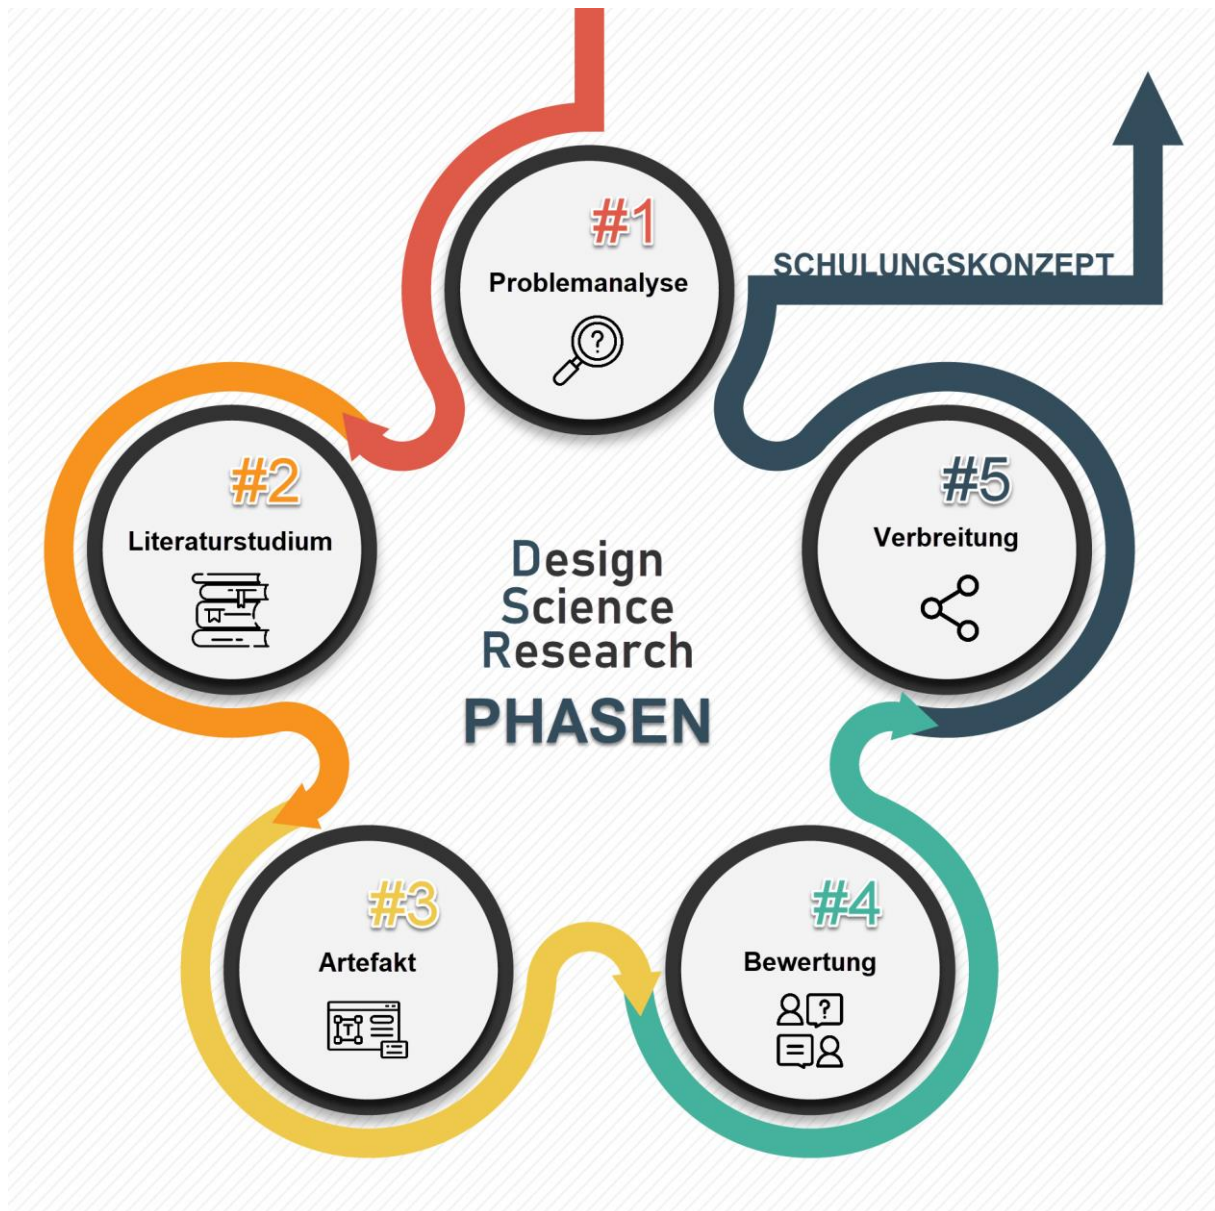 #1
Problemanalyse
?
SCHULUNGSKONZEPT
#2
Literaturstudium
#5
Verbreitung
Design
Science
Research
PHASEN
#3
Artefakt
T
#4
Bewertung
?